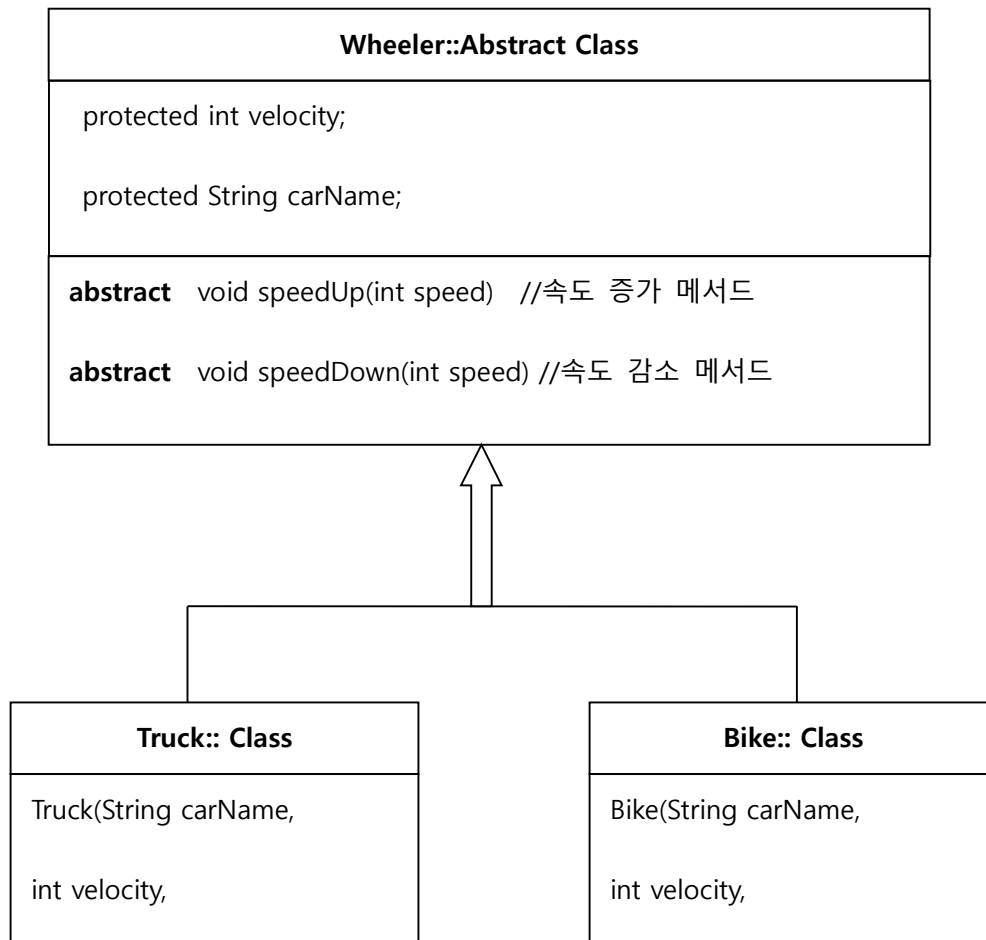 Wheeler::Abstract Class
protected int velocity;
protected String carName;
abstract void speedUp(int speed) //속도 증가 메서드
abstract void speedDown(int speed) //속도 감소 메서드
Truck:: Class
Truck(String carName,
int velocity,
Bike:: Class
Bike(String carName,
int velocity,